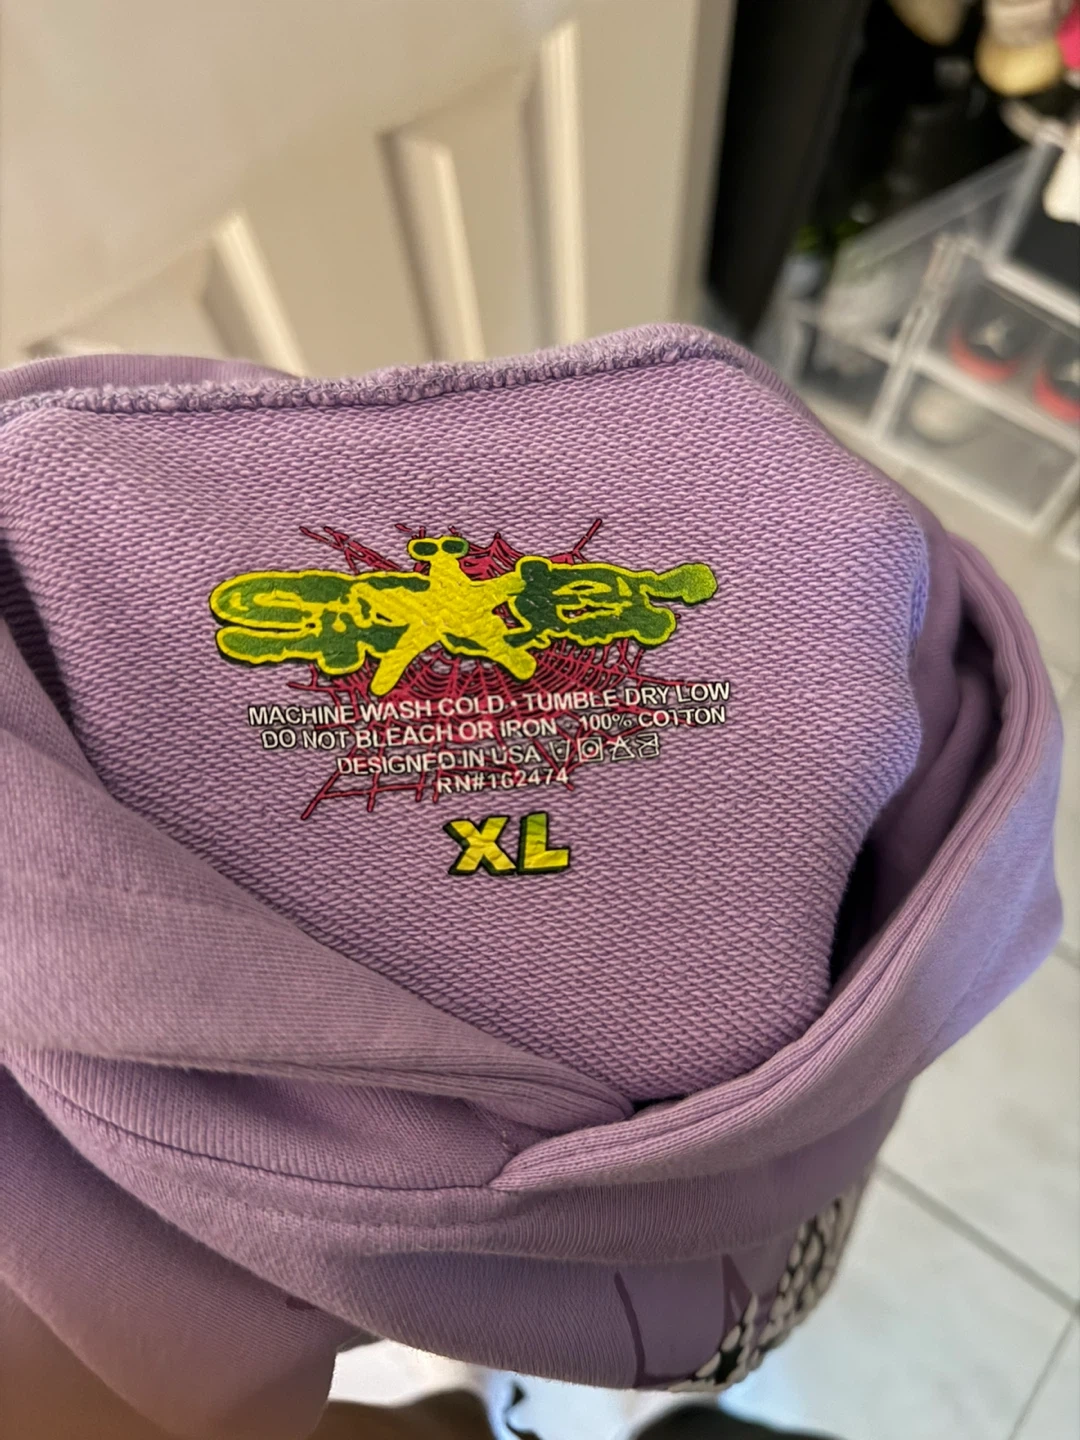 MACHINE WASH COLD • TUMBLE DRY LOW
DO NOT BLEACH OR IRON 100% COTTON
DESIGNED IN USA
RN#162474
XL